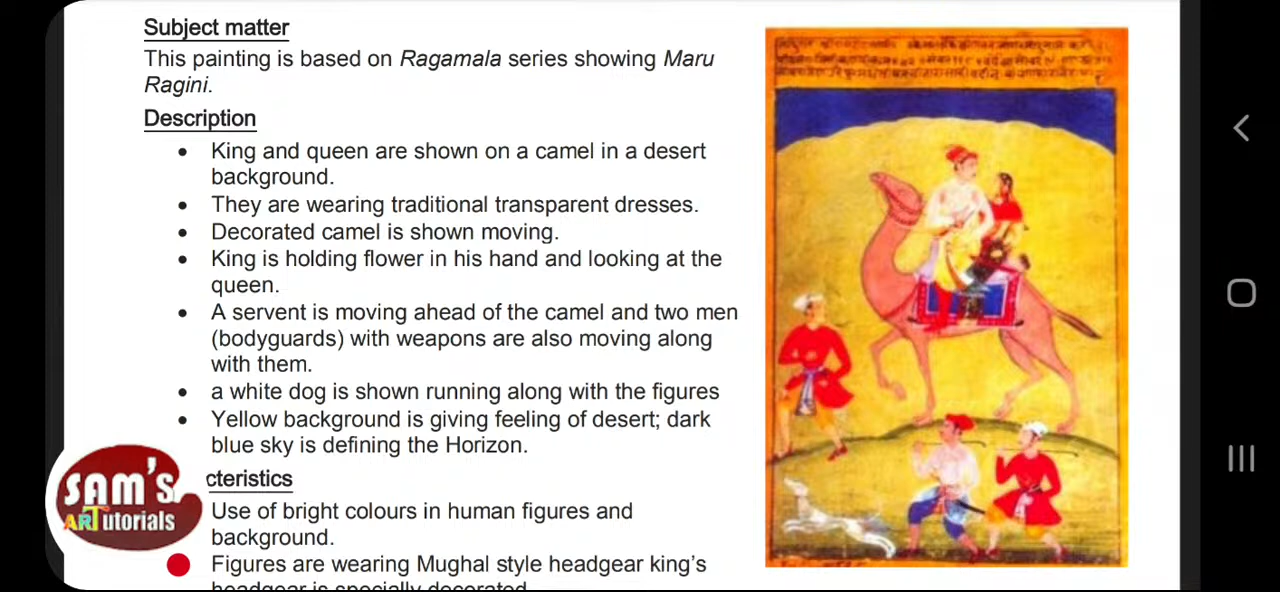 Subject matter
This painting is based on Ragamala series showing Maru
Ragini.
Description
• King and queen are shown on a camel in a desert
background.
• They are wearing traditional transparent dresses.
• Decorated camel is shown moving.
• King is holding flower in his hand and looking at the
queen.
• A servent is moving ahead of the camel and two men
(bodyguards) with weapons are also moving along
with them.
• a white dog is shown running along with the figures
• Yellow background is giving feeling of desert; dark
blue sky is defining the Horizon.
cteristics
Use of bright colours in human figures and
background.
Figures are wearing Mughal style headgear king's
headgear is specially decorated
SAM'S
ARTutorials